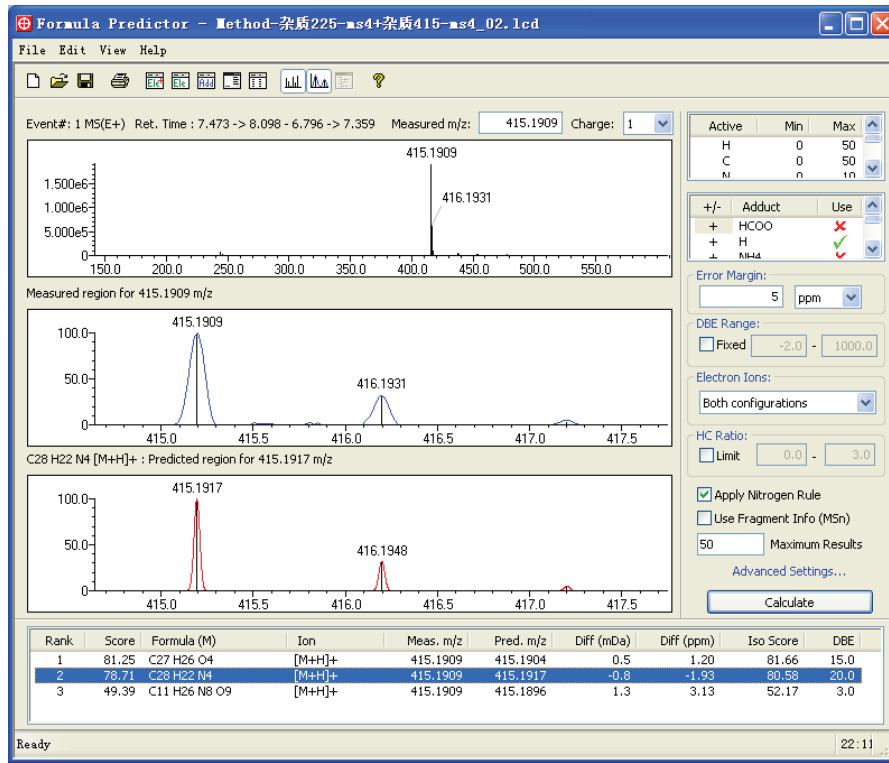 Formula Predictor - Method-杂质225-ms4+杂质415-ms4_02.lcd
File Edit View Help
Event#: 1 MS(E+) Ret. Time : 7.473 -> 8.098 - 6.796 -> 7.359 Measured m/z: 415.1909 Charge: 1
415.1909
416.1931
1.500e6
1.000e6
5.000e5
0
150.0 200.0 250.0 300.0 350.0 400.0 450.0 500.0 550.0
Measured region for 415.1909 m/z
415.1909
100.0
416.1931
50.0
0
415.0 415.5 416.0 416.5 417.0 417.5
C28 H22 N4 [M+H]+ : Predicted region for 415.1917 m/z
415.1917
100.0
416.1948
50.0
0
415.0 415.5 416.0 416.5 417.0 417.5
Active Min Max
H 0 50
C 0 50
N 0 10
+/- Adduct Use
+ HCOO
+ H
+ NH4
Error Margin:
5 ppm
DBE Range:
Fixed -2.0 - 1000.0
Electron Ions:
Both configurations
HC Ratio:
Limit 0.0 - 3.0
Apply Nitrogen Rule
Use Fragment Info (MSn)
50 Maximum Results
Advanced Settings...
Calculate
Rank Score Formula (M) Ion Meas. m/z Pred. m/z Diff (mDa) Diff (ppm) Iso Score DBE
1 81.25 C27 H26 O4 [M+H]+ 415.1909 415.1904 0.5 1.20 81.66 15.0
2 78.71 C28 H22 N4 [M+H]+ 415.1909 415.1917 -0.8 -1.93 80.58 20.0
3 49.39 C11 H26 N8 O9 [M+H]+ 415.1909 415.1896 1.3 3.13 52.17 3.0
Ready 22:11